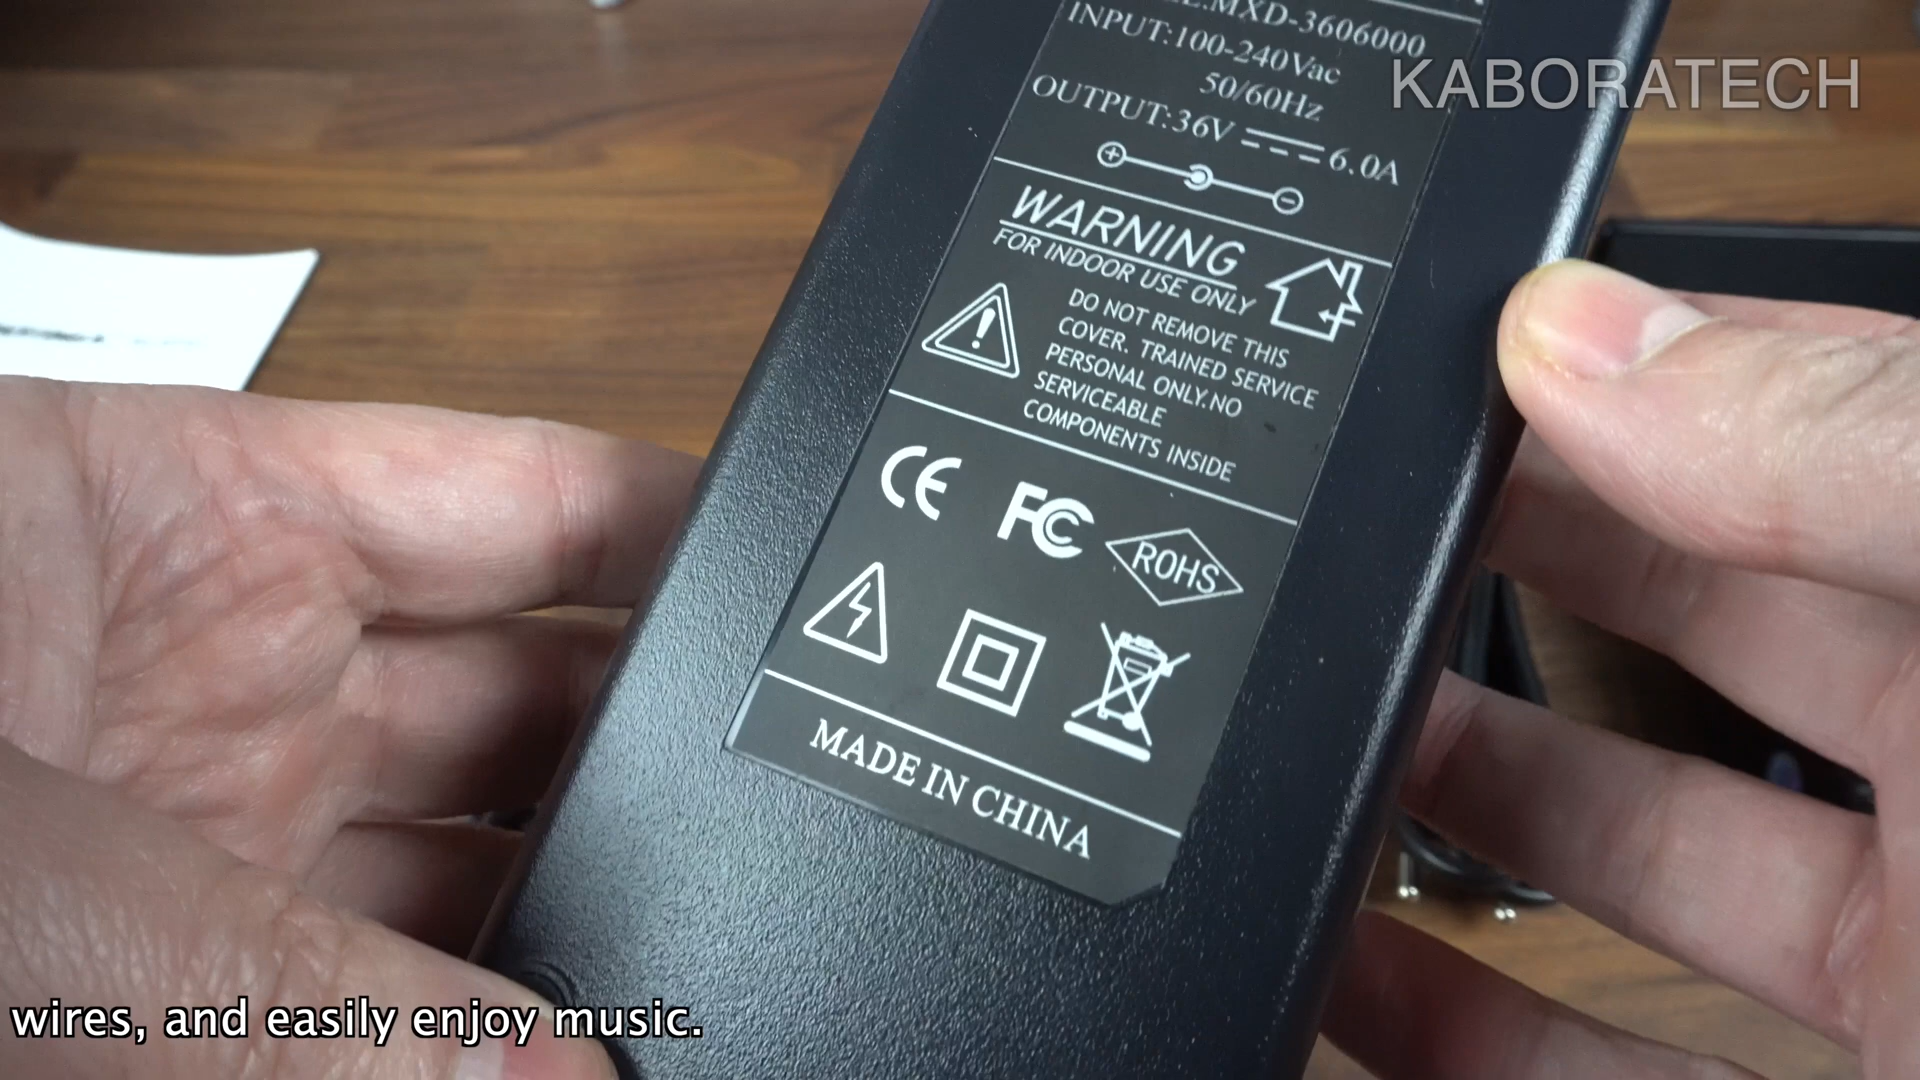 MXD-3606000
INPUT:100-240Vac
50/60Hz
OUTPUT:36V 6.0A
KABORATECH
WARNING
FOR INDOOR USE ONLY
DO NOT REMOVE THIS
COVER. TRAINED SERVICE
PERSONAL ONLY.NO
SERVICEABLE
COMPONENTS INSIDE
CE FC ROHS
MADE IN CHINA
wires, and easily enjoy music.